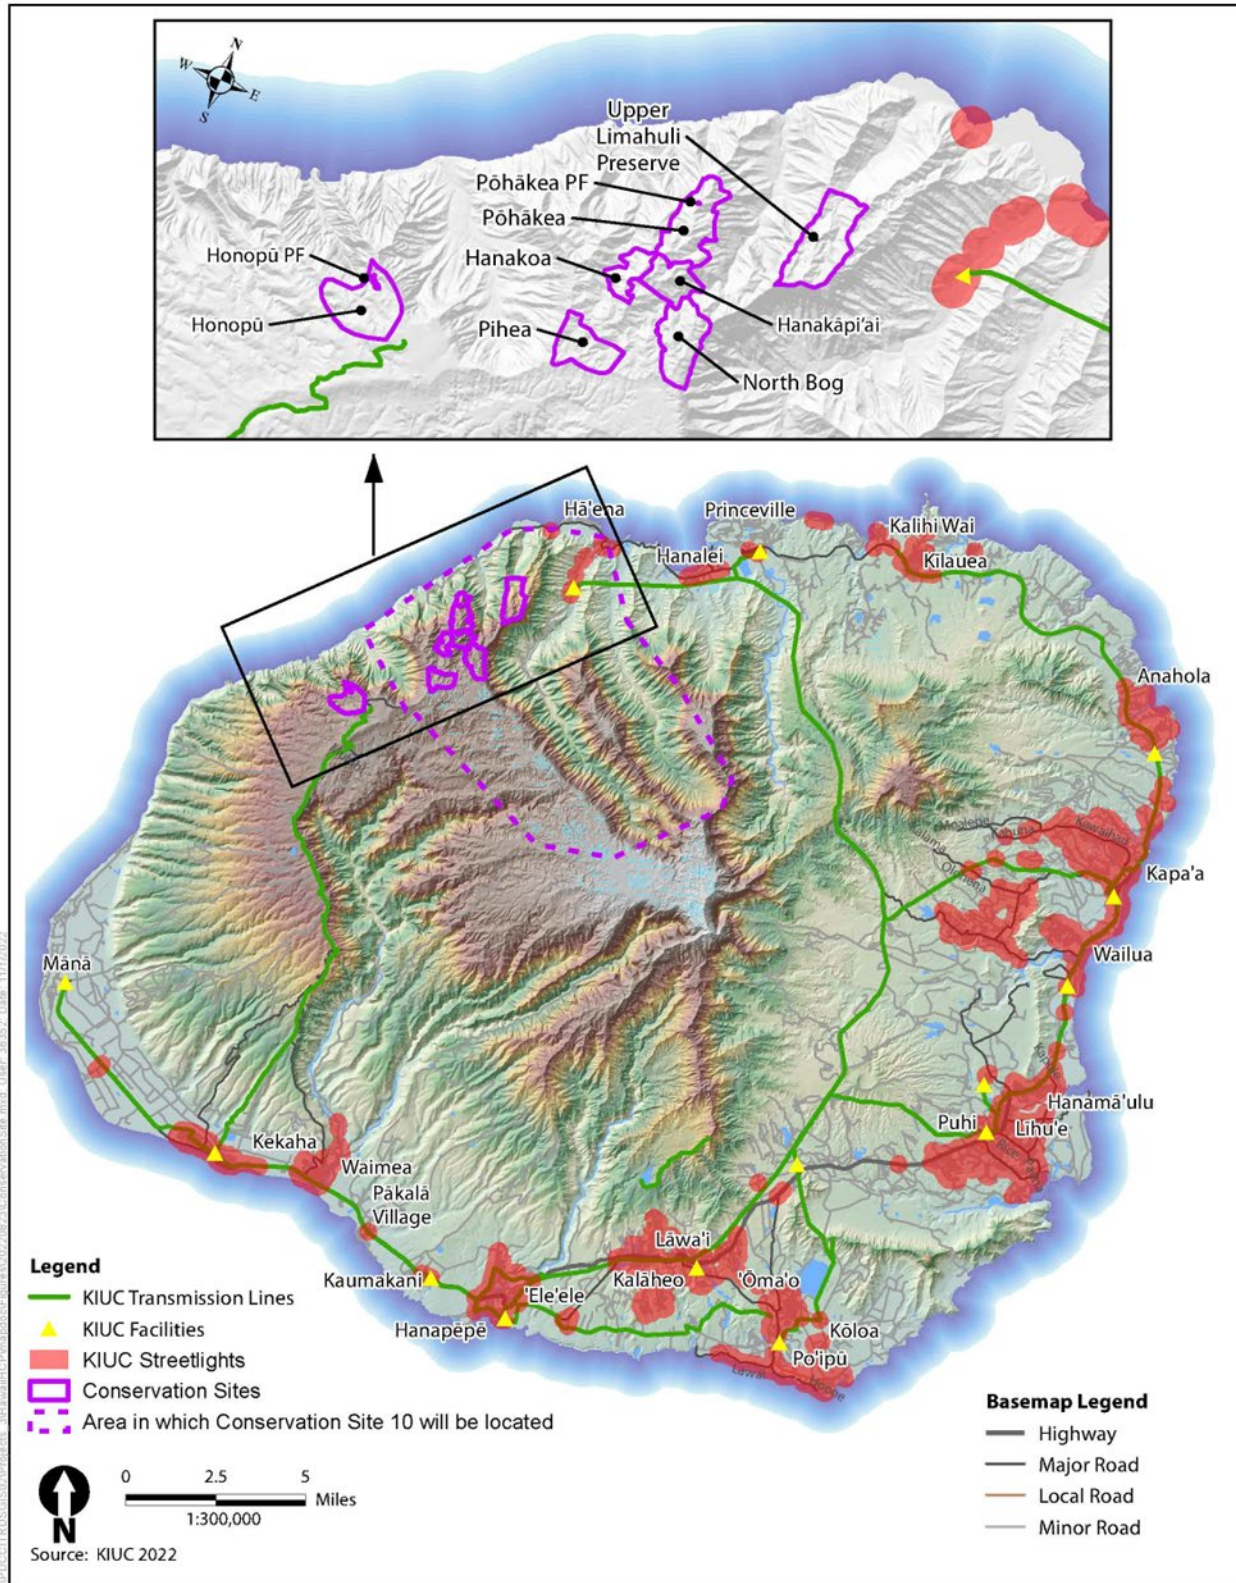 N
W
E
S
Upper
Limahuli
Preserve
Pōhākea PF
Pōhākea
Honopū PF
Hanakoa
Honopū
Pihea
Hanakāpi'ai
North Bog
Hā'ena
Princeville
Kalihi Wai
Hanalei
Kilauea
Anahola
Kapa'a
Wailua
Mānā
Hanamā'ulu
Puhi
Līhu'e
Kekaha
Waimea
Pākalā
Village
Lāwa'i
Kaumakani
'Ele'ele
Kalāheo
'Ōma'o
Hanapēpē
Kōloa
Po'ipū
Legend
KIUC Transmission Lines
KIUC Facilities
KIUC Streetlights
Conservation Sites
Area in which Conservation Site 10 will be located
0 2.5 5
Miles
1:300,000
N
Source: KIUC 2022
Basemap Legend
Highway
Major Road
Local Road
Minor Road